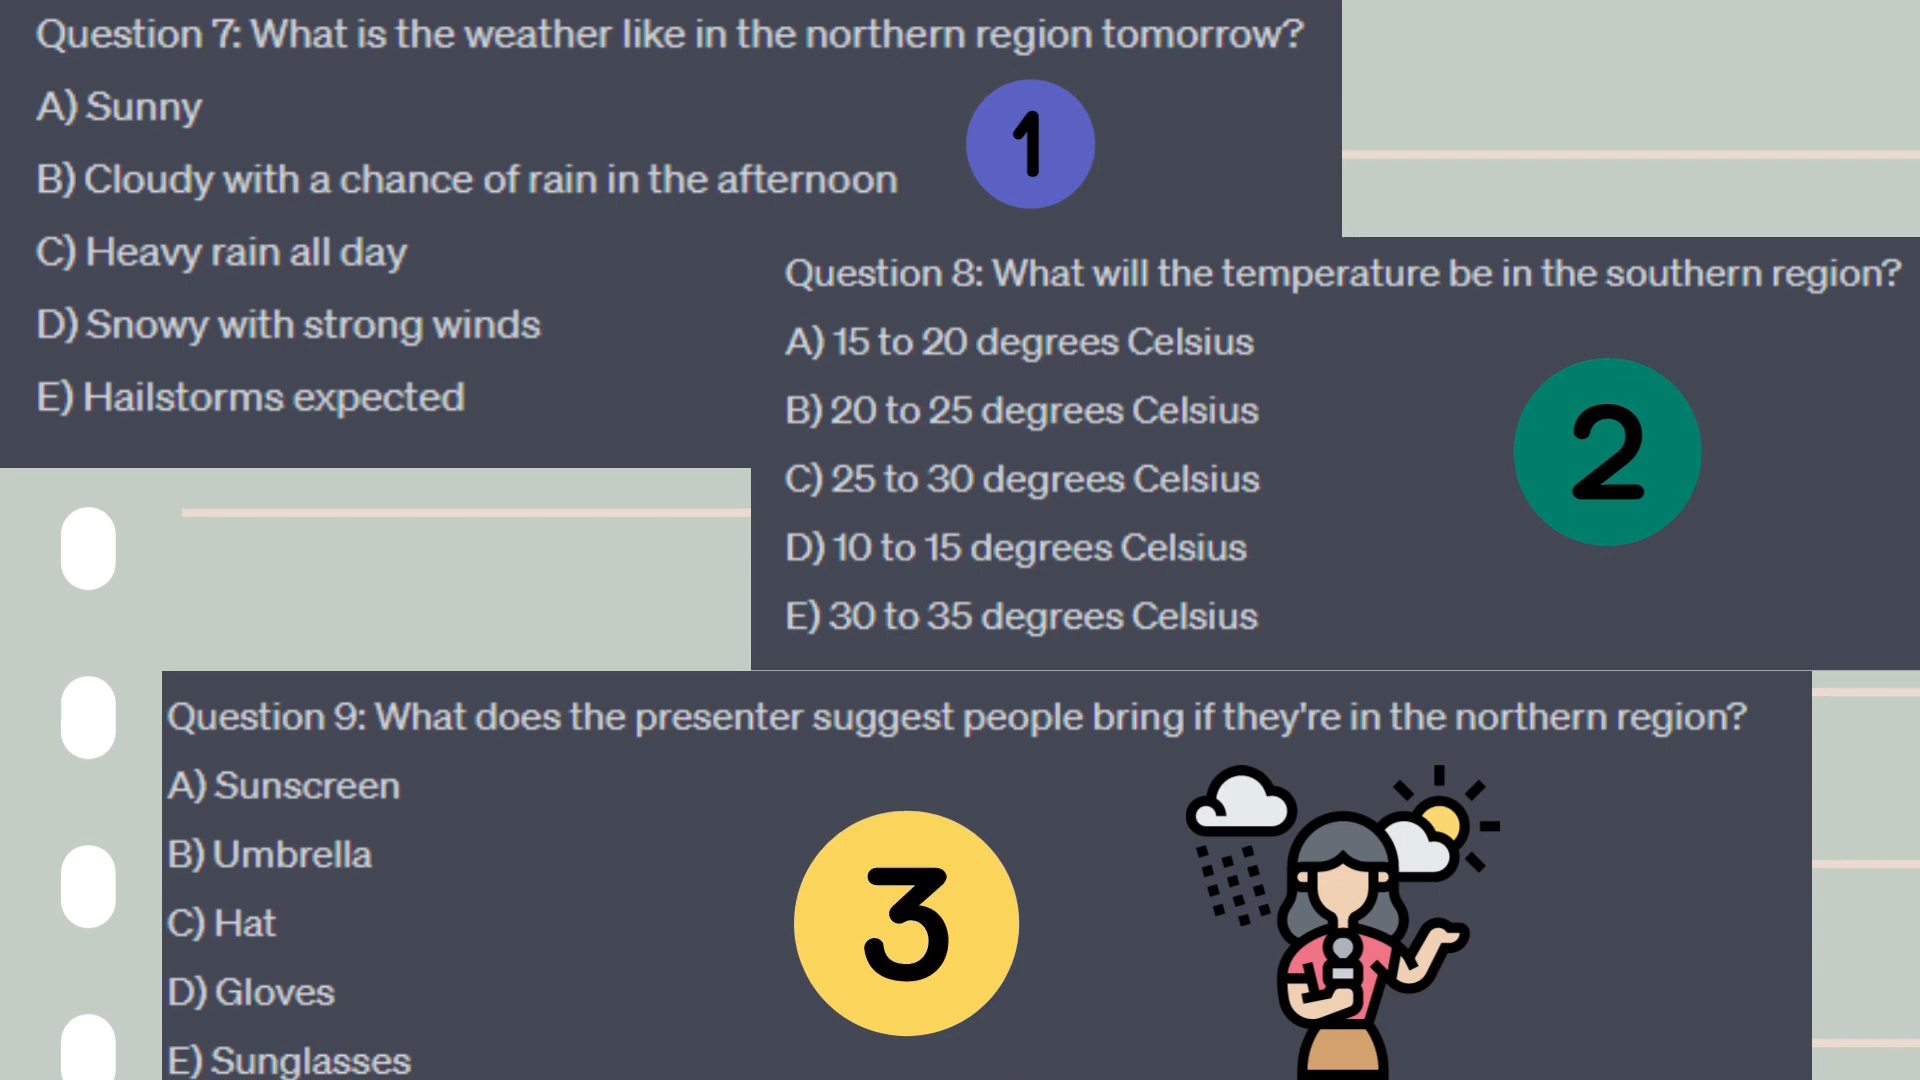 Question 7: What is the weather like in the northern region tomorrow?
A) Sunny
B) Cloudy with a chance of rain in the afternoon
C) Heavy rain all day
D) Snowy with strong winds
E) Hailstorms expected
1
Question 8: What will the temperature be in the southern region?
A) 15 to 20 degrees Celsius
B) 20 to 25 degrees Celsius
C) 25 to 30 degrees Celsius
D) 10 to 15 degrees Celsius
E) 30 to 35 degrees Celsius
2
Question 9: What does the presenter suggest people bring if they're in the northern region?
A) Sunscreen
B) Umbrella
C) Hat
D) Gloves
E) Sunglasses
3